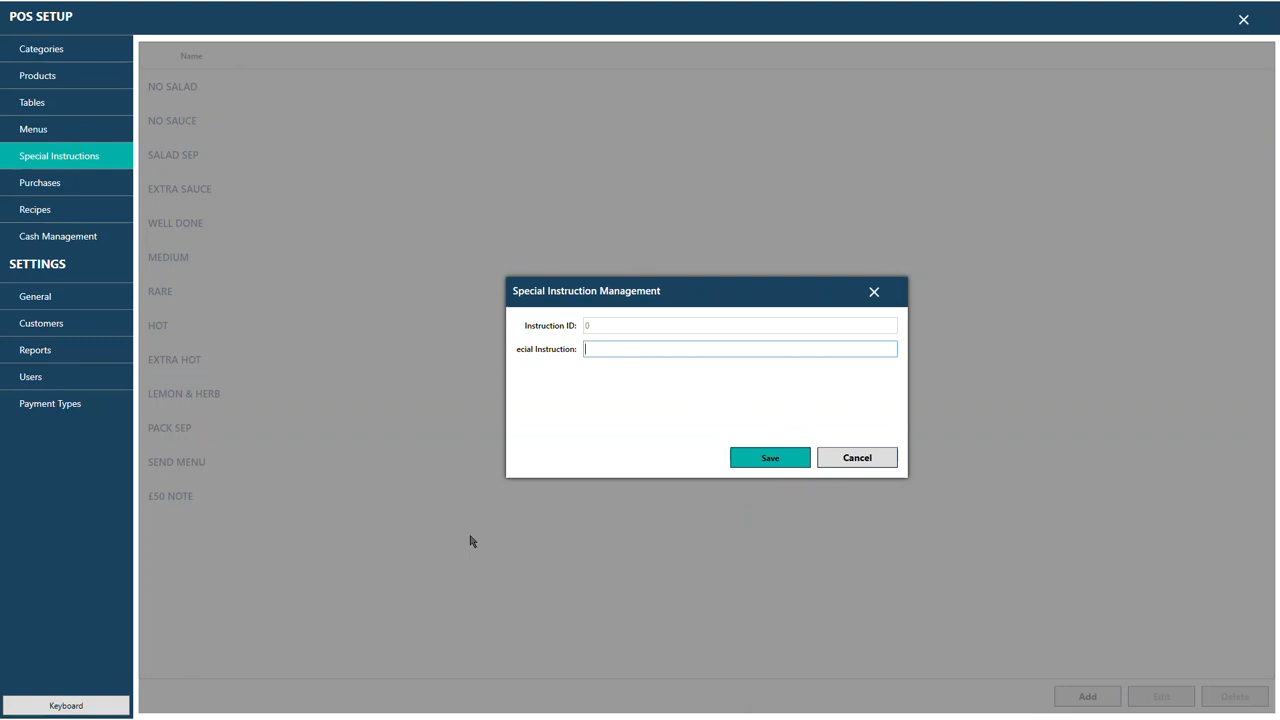 POS SETUP
Categories
Products
Tables
Menus
Special Instructions
Purchases
Recipes
Cash Management
SETTINGS
General
Customers
Reports
Users
Payment Types
Keyboard
Name
NO SALAD
NO SAUCE
SALAD SEP
EXTRA SAUCE
WELL DONE
MEDIUM
RARE
HOT
EXTRA HOT
LEMON & HERB
PACK SEP
SEND MENU
£50 NOTE
Special Instruction Management
Instruction ID: 0
ecial Instruction:
Save Cancel
Add Edit Delete